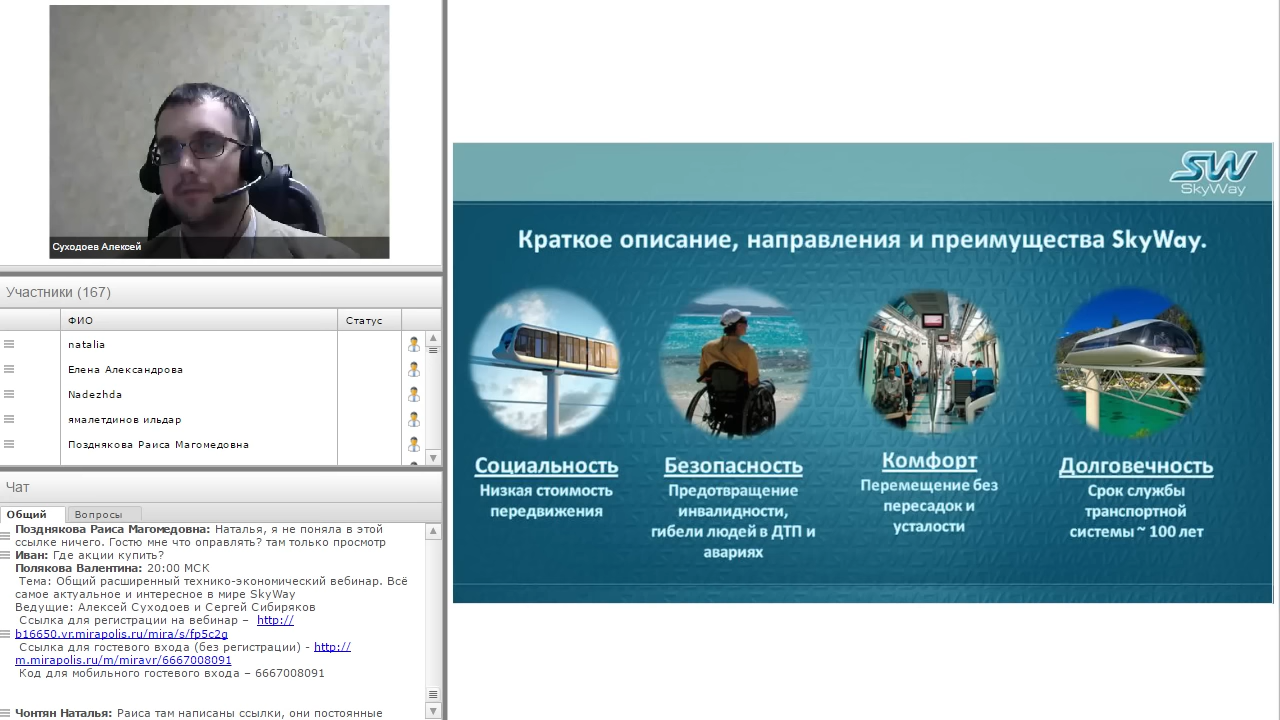 Суходоев Алексей
Участники (167)
ФИО
Статус
natalia
Елена Александрова
Nadezhda
ямалетдинов ильдар
Позднякова Раиса Магомедовна
Чат
Общий
Вопросы
Позднякова Раиса Магомедовна: Наталья, я не поняла в этой
ссылке ничего. Гостю мне что оправлять? там только просмотр
Иван: Где акции купить?
Полякова Валентина: 20:00 МСК
Тема: Общий расширенный технико-экономический вебинар. Всё
самое актуальное и интересное в мире SkyWay
Ведущие: Алексей Суходоев и Сергей Сибиряков
Ссылка для регистрации на вебинар – http://
b16650.vr.mirapolis.ru/mira/s/fp5c2g
Ссылка для гостевого входа (без регистрации) - http://
m.mirapolis.ru/m/miravr/6667008091
Код для мобильного гостевого входа – 6667008091
Чонтян Наталья: Раиса там написаны ссылки, они постоянные
SW
SkyWay
Краткое описание, направления и преимущества SkyWay.
Социальность
Низкая стоимость
передвижения
Безопасность
Предотвращение
инвалидности,
гибели людей в ДТП и
авариях
Комфорт
Перемещение без
пересадок и
усталости
Долговечность
Срок службы
транспортной
системы ~ 100 лет